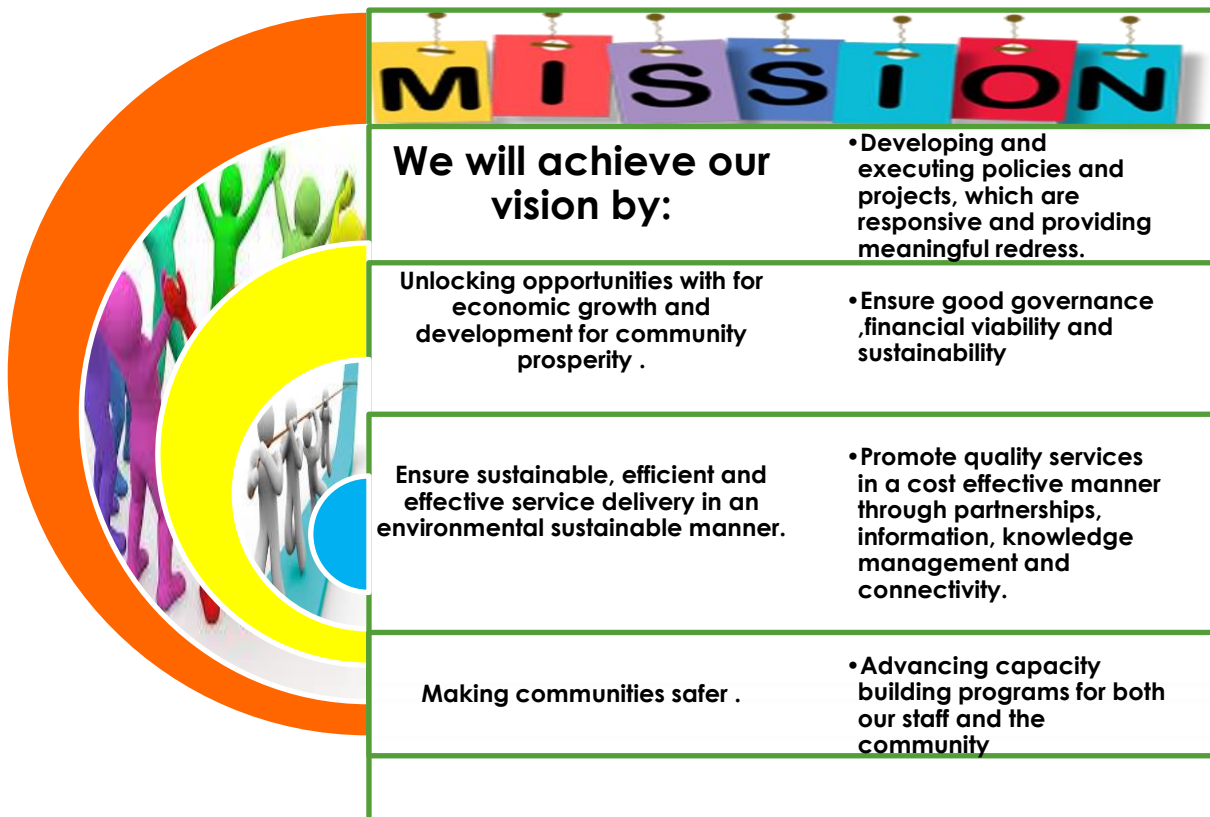 MISSION
We will achieve our
vision by:
•Developing and
executing policies and
projects, which are
responsive and providing
meaningful redress.
Unlocking opportunities with for
economic growth and
development for community
prosperity .
•Ensure good governance
,financial viability and
sustainability
Ensure sustainable, efficient and
effective service delivery in an
environmental sustainable manner.
•Promote quality services
in a cost effective manner
through partnerships,
information, knowledge
management and
connectivity.
Making communities safer .
•Advancing capacity
building programs for both
our staff and the
community